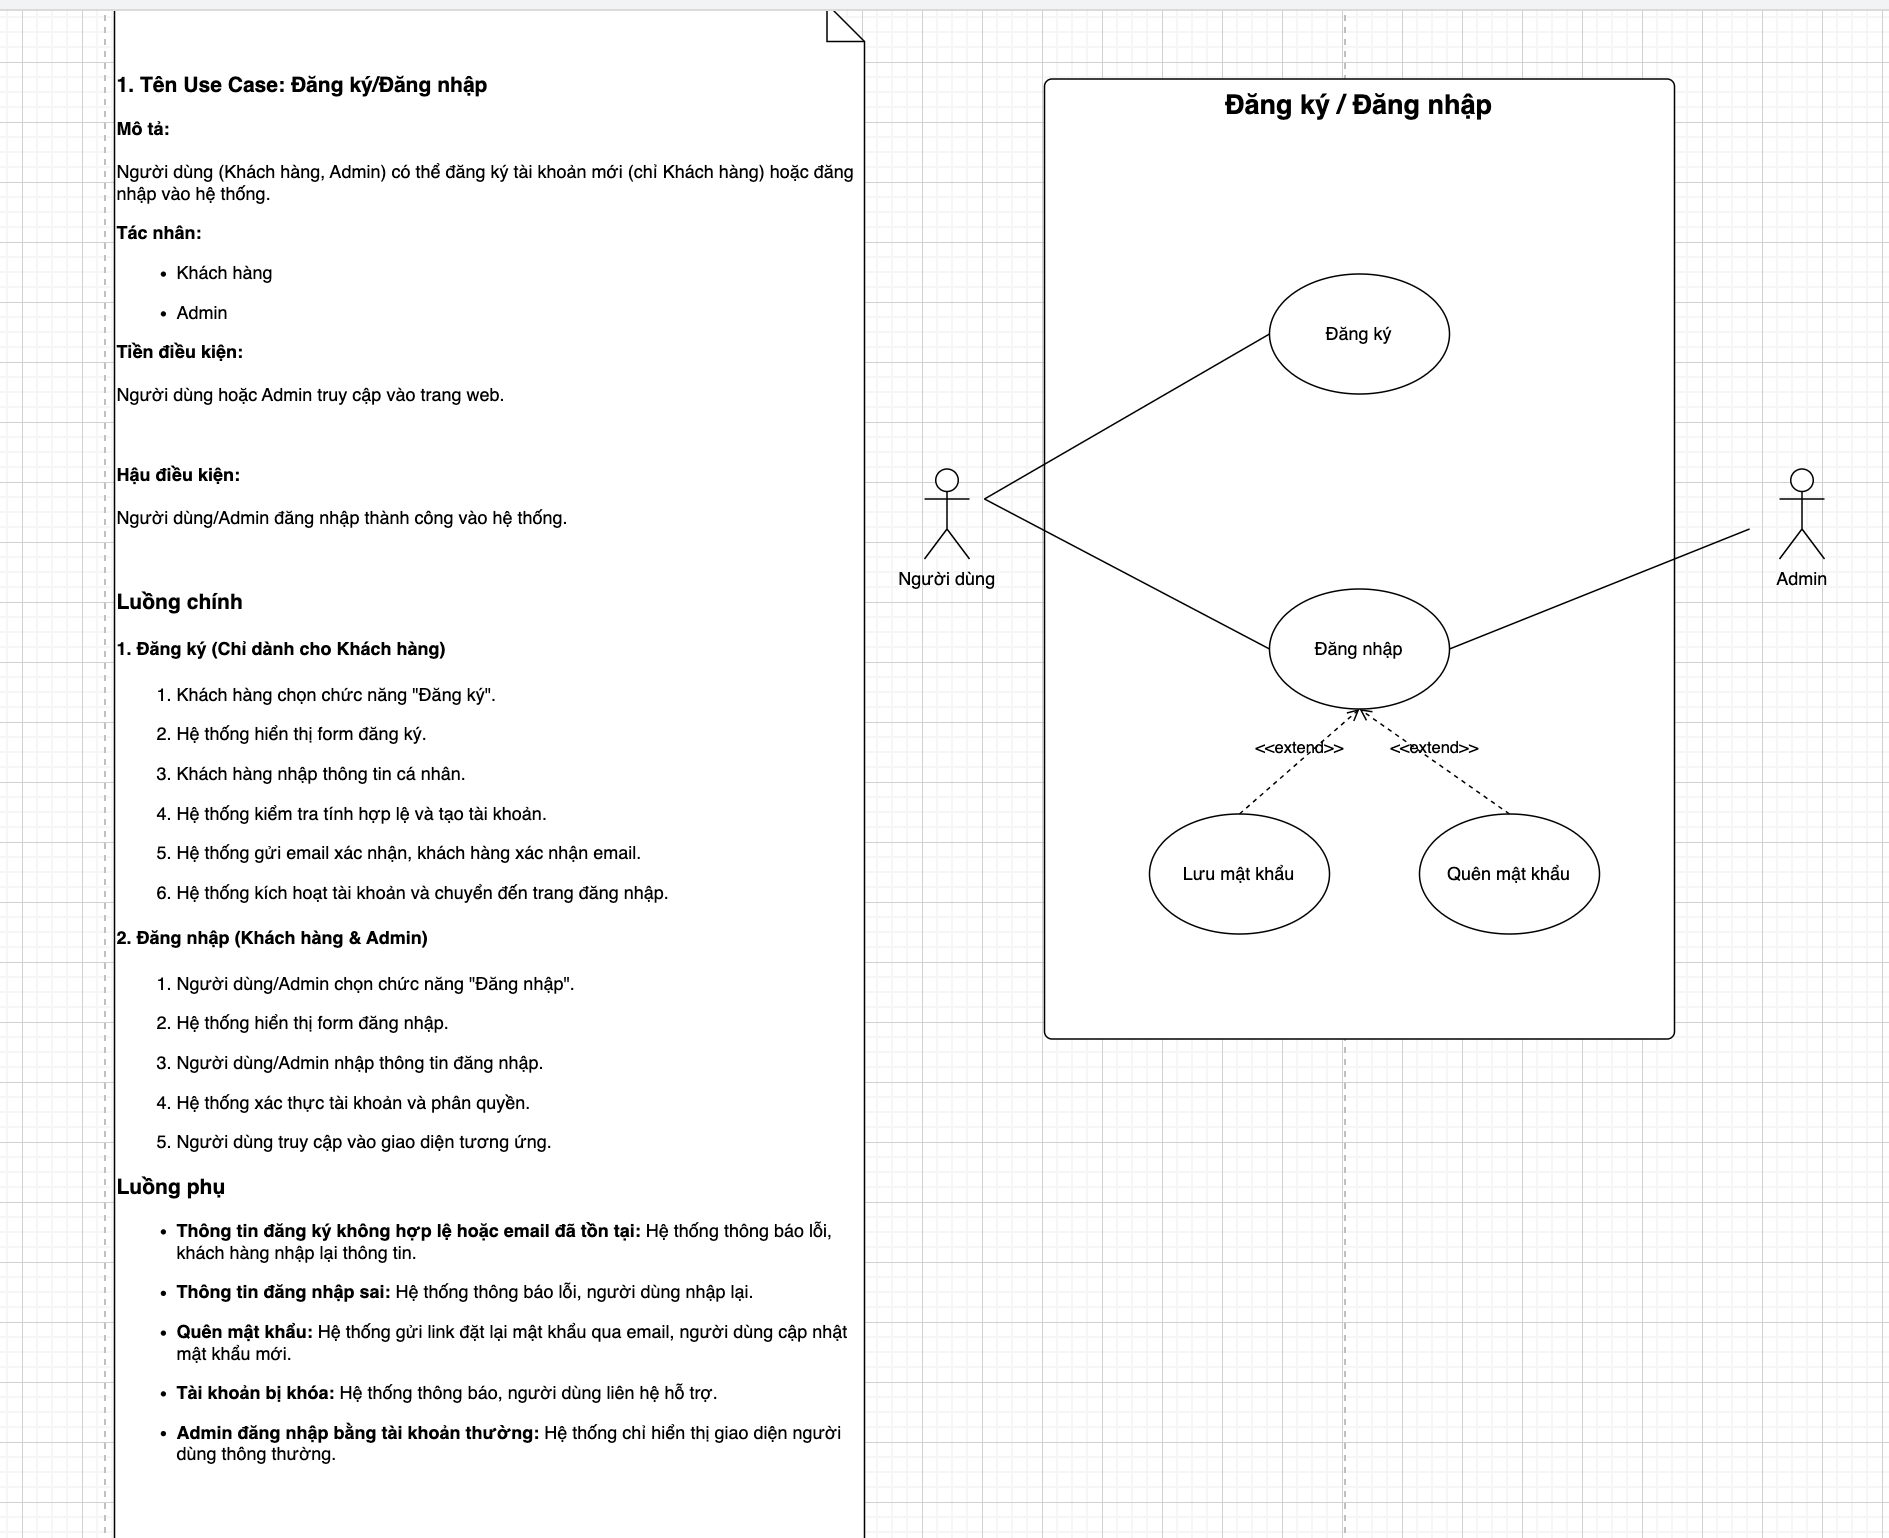 1. Tên Use Case: Đăng ký/Đăng nhập
Mô tả:
Người dùng (Khách hàng, Admin) có thể đăng ký tài khoản mới (chỉ Khách hàng) hoặc đăng
nhập vào hệ thống.
Tác nhân:
• Khách hàng
• Admin
Tiền điều kiện:
Người dùng hoặc Admin truy cập vào trang web.
Hậu điều kiện:
Người dùng/Admin đăng nhập thành công vào hệ thống.
Luồng chính
1. Đăng ký (Chỉ dành cho Khách hàng)
1. Khách hàng chọn chức năng "Đăng ký".
2. Hệ thống hiển thị form đăng ký.
3. Khách hàng nhập thông tin cá nhân.
4. Hệ thống kiểm tra tính hợp lệ và tạo tài khoản.
5. Hệ thống gửi email xác nhận, khách hàng xác nhận email.
6. Hệ thống kích hoạt tài khoản và chuyển đến trang đăng nhập.
2. Đăng nhập (Khách hàng & Admin)
1. Người dùng/Admin chọn chức năng "Đăng nhập".
2. Hệ thống hiển thị form đăng nhập.
3. Người dùng/Admin nhập thông tin đăng nhập.
4. Hệ thống xác thực tài khoản và phân quyền.
5. Người dùng truy cập vào giao diện tương ứng.
Luồng phụ
• Thông tin đăng ký không hợp lệ hoặc email đã tồn tại: Hệ thống thông báo lỗi,
khách hàng nhập lại thông tin.
• Thông tin đăng nhập sai: Hệ thống thông báo lỗi, người dùng nhập lại.
• Quên mật khẩu: Hệ thống gửi link đặt lại mật khẩu qua email, người dùng cập nhật
mật khẩu mới.
• Tài khoản bị khóa: Hệ thống thông báo, người dùng liên hệ hỗ trợ.
• Admin đăng nhập bằng tài khoản thường: Hệ thống chỉ hiển thị giao diện người
dùng thông thường.
Đăng ký / Đăng nhập
Đăng ký
Người dùng
Admin
Đăng nhập
<<extend>>
<<extend>>
Lưu mật khẩu
Quên mật khẩu